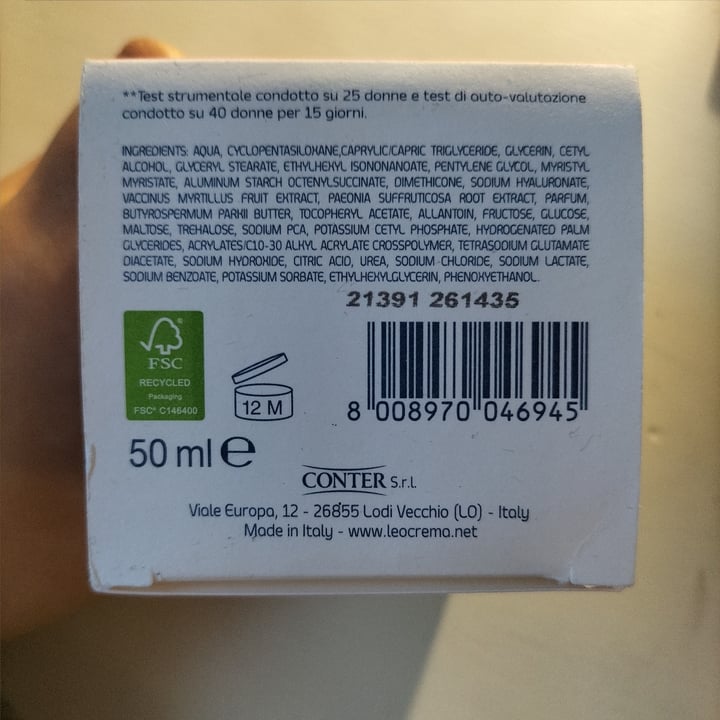 **Test strumentale condotto su 25 donne e test di auto-valutazione
condotto su 40 donne per 15 giorni.
INGREDIENTS: AQUA, CYCLOPENTASILOXANE,CAPRYLIC/CAPRIC TRIGLYCERIDE, GLYCERIN, CETYL
ALCOHOL, GLYCERYL STEARATE, ETHYLHEXYL ISONONANOATE, PENTYLENE GLYCOL, MYRISTYL
MYRISTATE, ALUMINUM STARCH OCTENYLSUCCINATE, DIMETHICONE, SODIUM HYALURONATE,
VACCINUS MYRTILLUS FRUIT EXTRACT, PAEONIA SUFFRUTICOSA ROOT EXTRACT, PARFUM,
BUTYROSPERMUM PARKII BUTTER, TOCOPHERYL ACETATE, ALLANTOIN, FRUCTOSE, GLUCOSE,
MALTOSE, TREHALOSE, SODIUM PCA, POTASSIUM CETYL PHOSPHATE, HYDROGENATED PALM
GLYCERIDES, ACRYLATES/C10-30 ALKYL ACRYLATE CROSSPOLYMER, TETRASODIUM GLUTAMATE
DIACETATE, SODIUM HYDROXIDE, CITRIC ACID, UREA, SODIUM CHLORIDE, SODIUM LACTATE,
SODIUM BENZOATE, POTASSIUM SORBATE, ETHYLHEXYLGLYCERIN, PHENOXYETHANOL.
21391 261435
FSC
RECYCLED
Packaging
FSC® C146400
12 M
8 008970 046945
50 ml e
CONTER S.r.l.
Viale Europa, 12 - 26855 Lodi Vecchio (LO) - Italy
Made in Italy - www.leocrema.net